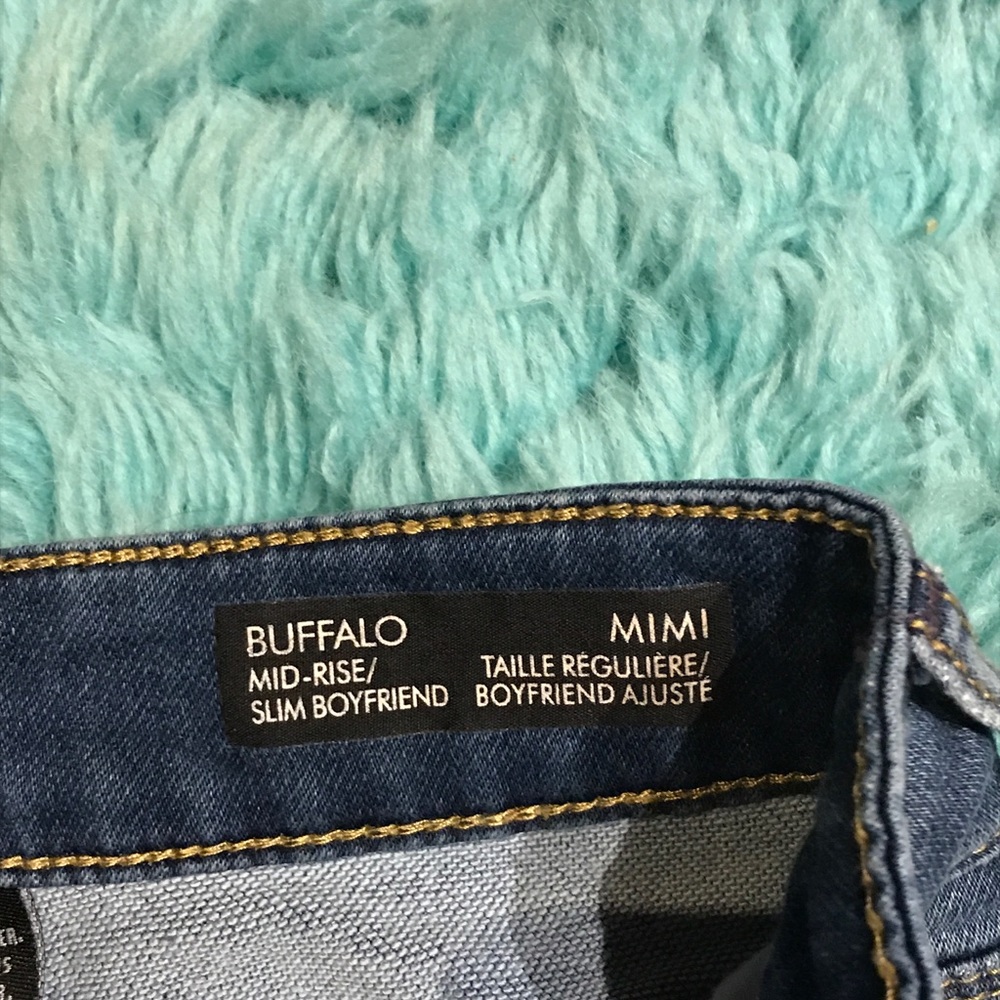 BUFFALO
MID-RISE/
SLIM BOYFRIEND
MIMI
TAILLE RÉGULIÈRE/
BOYFRIEND AJUSTÉ